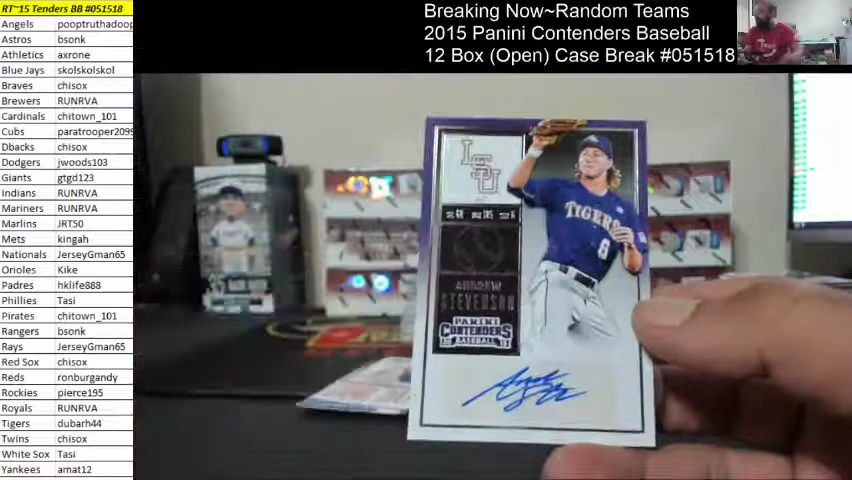 RT~15 Tenders BB #051518
Angels pooptruthadoop
Astros bsonk
Athletics axrone
Blue Jays skolskolskol
Braves chisox
Brewers RUNRVA
Cardinals chitown_101
Cubs paratrooper2099
Dbacks chisox
Dodgers jwoods103
Giants gtgd123
Indians RUNRVA
Mariners RUNRVA
Marlins JRT50
Mets kingah
Nationals JerseyGman65
Orioles Kike
Padres hklife888
Phillies Tasi
Pirates chitown_101
Rangers bsonk
Rays JerseyGman65
Red Sox chisox
Reds ronburgandy
Rockies pierce195
Royals RUNRVA
Tigers dubarh44
Twins chisox
White Sox Tasi
Yankees amat12
Breaking Now~Random Teams
2015 Panini Contenders Baseball
12 Box (Open) Case Break #051518
LSU
TIGERS
8
ANDREW
STEVENSON
PANINI
CONTENDERS
BASEBALL